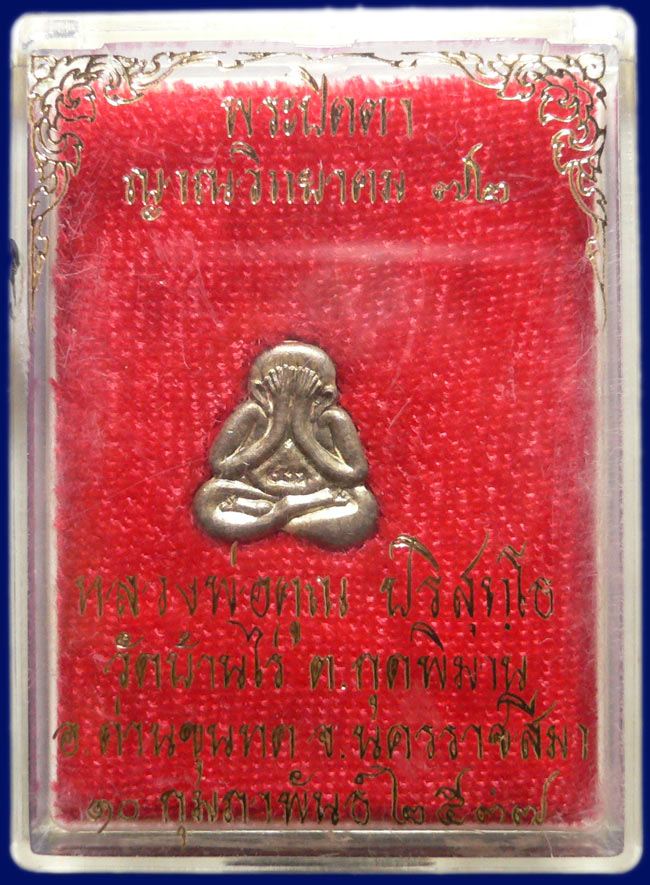 พระปิดตา
ญาณวิทยาคม ๗๒
หลวงพ่อคูณ ปริสุทฺโธ
วัดบ้านไร่ ต.กุดพิมาน
อ.ด่านขุนทด จ.นครราชสีมา
๑๐ กุมภาพันธ์ ๒๕๓๗